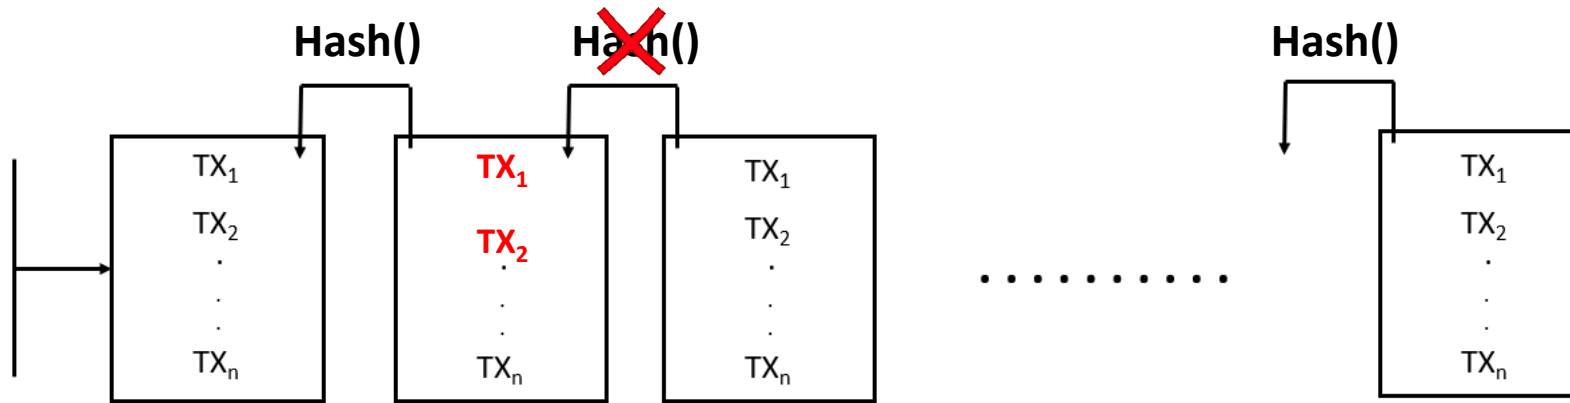 Hash() Hash() Hash()
TX₁ TX₁ TX₁ TX₁
TX₂ TX₂ TX₂ TX₂
TXₙ TXₙ TXₙ TXₙ